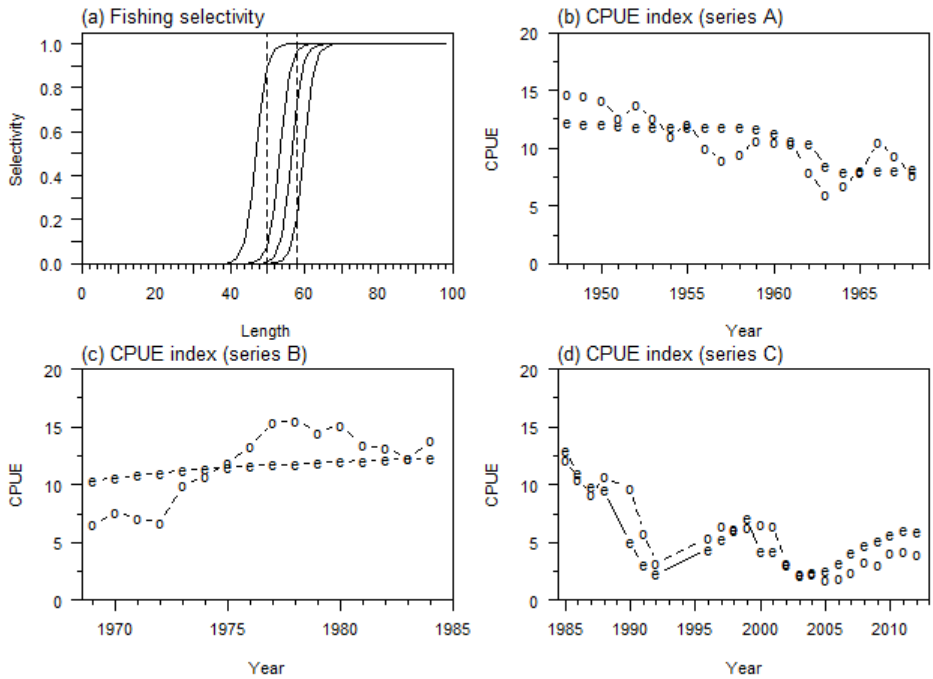 (a) Fishing selectivity
Selectivity
1.0
0.8
0.6
0.4
0.2
0.0
0 20 40 60 80 100
Length
(b) CPUE index (series A)
CPUE
20
15
10
5
0
1950 1955 1960 1965
Year
(c) CPUE index (series B)
CPUE
20
15
10
5
0
1970 1975 1980 1985
Year
(d) CPUE index (series C)
CPUE
20
15
10
5
0
1985 1990 1995 2000 2005 2010
Year